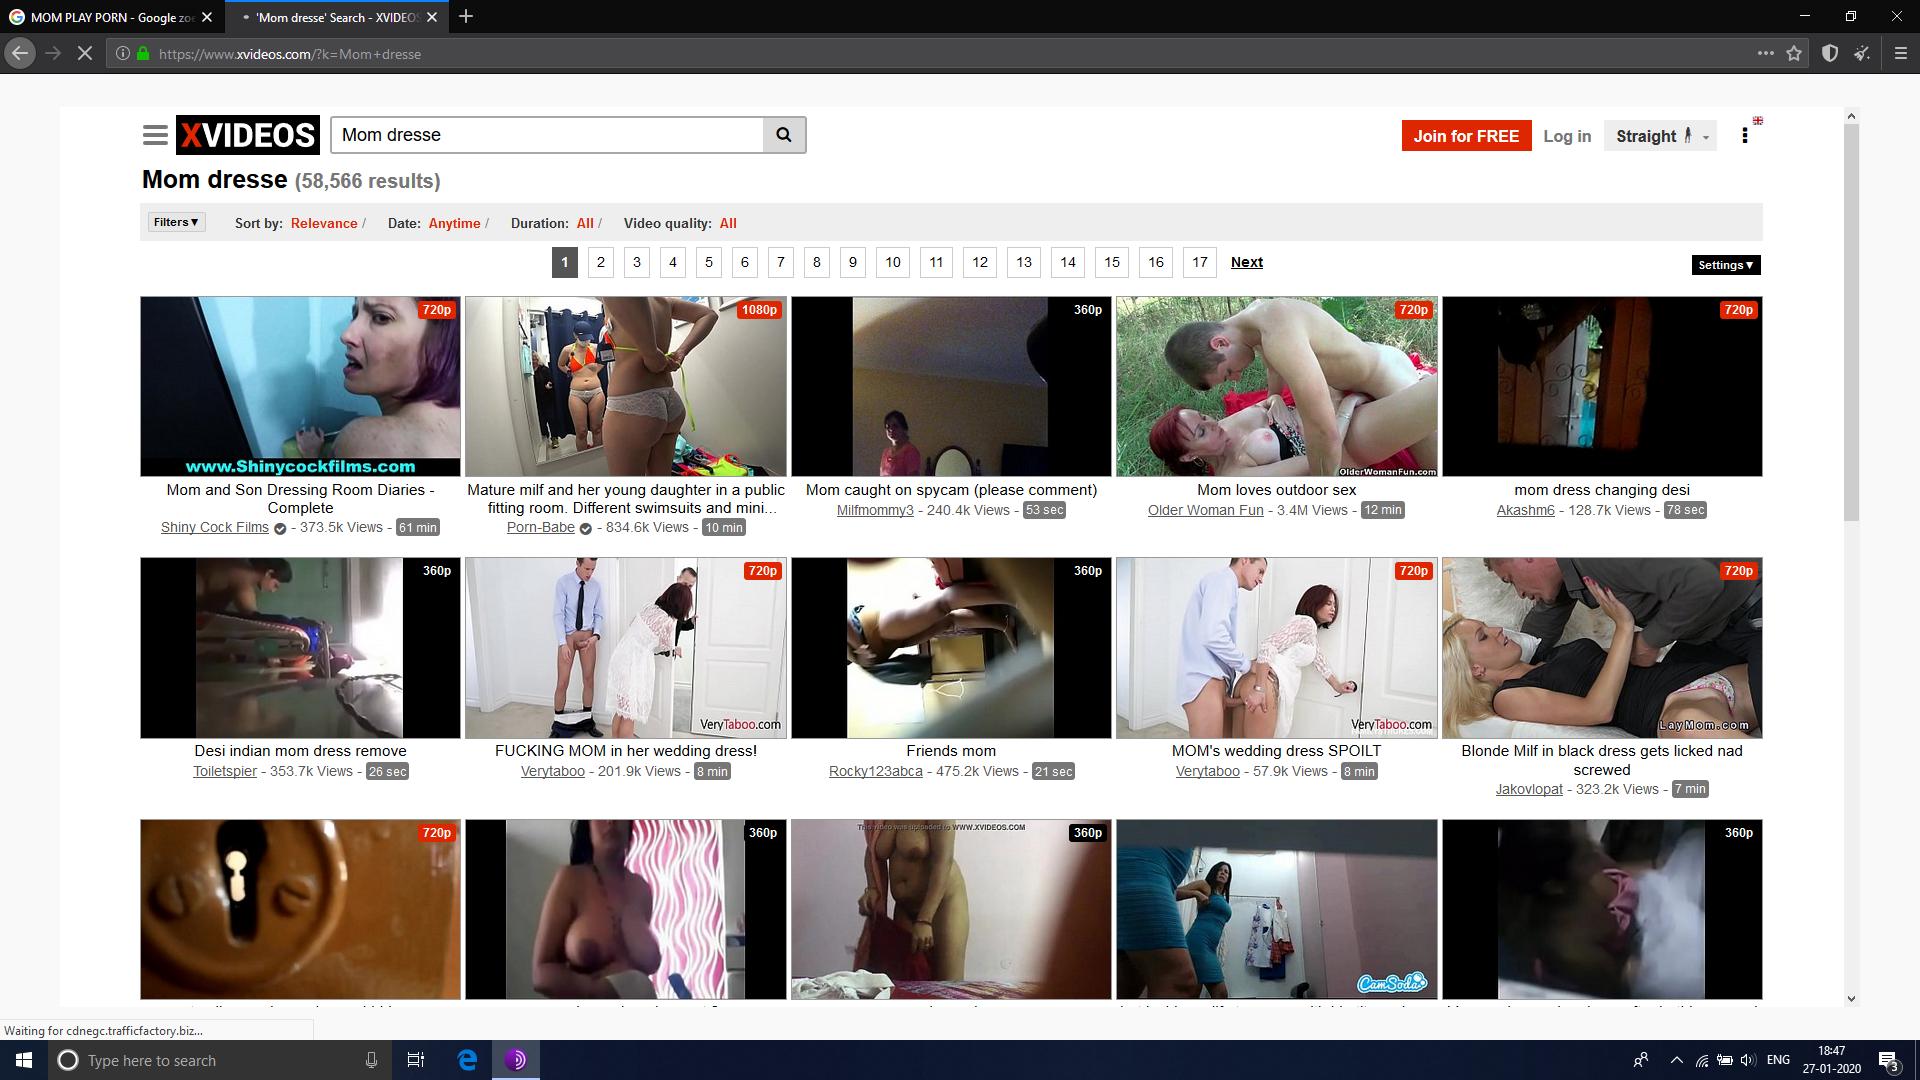 MOM PLAY PORN - Google zoe
'Mom dresse' Search - XVIDEOS
https://www.xvideos.com/?k=Mom+dresse
XVIDEOS
Mom dresse
Join for FREE
Log in
Straight
Mom dresse (58,566 results)
Filters▼
Sort by: Relevance /
Date: Anytime /
Duration: All /
Video quality: All
1 2 3 4 5 6 7 8 9 10 11 12 13 14 15 16 17 Next
Settings▼
720p
1080p
360p
720p
720p
www.Shinycockfilms.com
OlderWomanFun.com
Mom and Son Dressing Room Diaries -
Complete
Shiny Cock Films - 373.5k Views - 61 min
Mature milf and her young daughter in a public
fitting room. Different swimsuits and mini...
Porn-Babe - 834.6k Views - 10 min
Mom caught on spycam (please comment)
Milfmommy3 - 240.4k Views - 53 sec
Mom loves outdoor sex
Older Woman Fun - 3.4M Views - 12 min
mom dress changing desi
Akashm6 - 128.7k Views - 78 sec
360p
720p
360p
720p
720p
VeryTaboo.com
VeryTaboo.com
LayMom.com
Desi indian mom dress remove
Toiletspier - 353.7k Views - 26 sec
FUCKING MOM in her wedding dress!
Verytaboo - 201.9k Views - 8 min
Friends mom
Rocky123abca - 475.2k Views - 21 sec
MOM's wedding dress SPOILT
Verytaboo - 57.9k Views - 8 min
Blonde Milf in black dress gets licked nad
screwed
Jakovlopat - 323.2k Views - 7 min
720p
360p
This video was uploaded to WWW.XVIDEOS.COM
360p
360p
CamSoda
Waiting for cdnegc.trafficfactory.biz...
Type here to search
ENG
18:47
27-01-2020
3